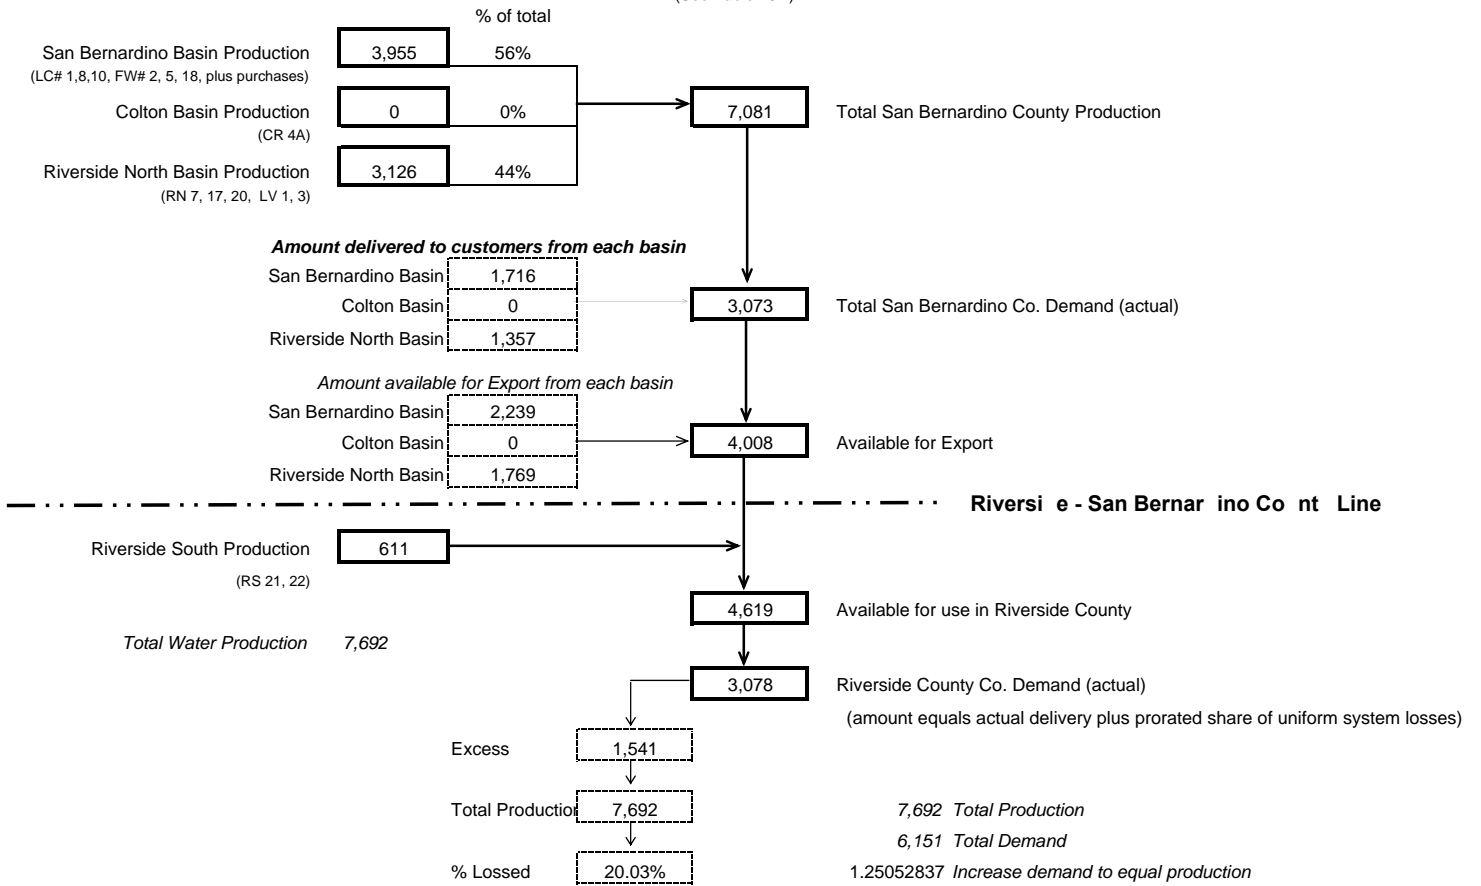 % of total
San Bernardino Basin Production 3,955 56%
(LC# 1,8,10, FW# 2, 5, 18, plus purchases)
Colton Basin Production 0 0% 7,081 Total San Bernardino County Production
(CR 4A)
Riverside North Basin Production 3,126 44%
(RN 7, 17, 20, LV 1, 3)
Amount delivered to customers from each basin
San Bernardino Basin 1,716
Colton Basin 0 3,073 Total San Bernardino Co. Demand (actual)
Riverside North Basin 1,357
Amount available for Export from each basin
San Bernardino Basin 2,239
Colton Basin 0 4,008 Available for Export
Riverside North Basin 1,769
Riversi e - San Bernar ino Co nt Line
Riverside South Production 611
(RS 21, 22)
4,619 Available for use in Riverside County
Total Water Production 7,692
3,078 Riverside County Co. Demand (actual)
(amount equals actual delivery plus prorated share of uniform system losses)
Excess 1,541
Total Production 7,692 7,692 Total Production
6,151 Total Demand
% Lossed 20.03% 1.25052837 Increase demand to equal production